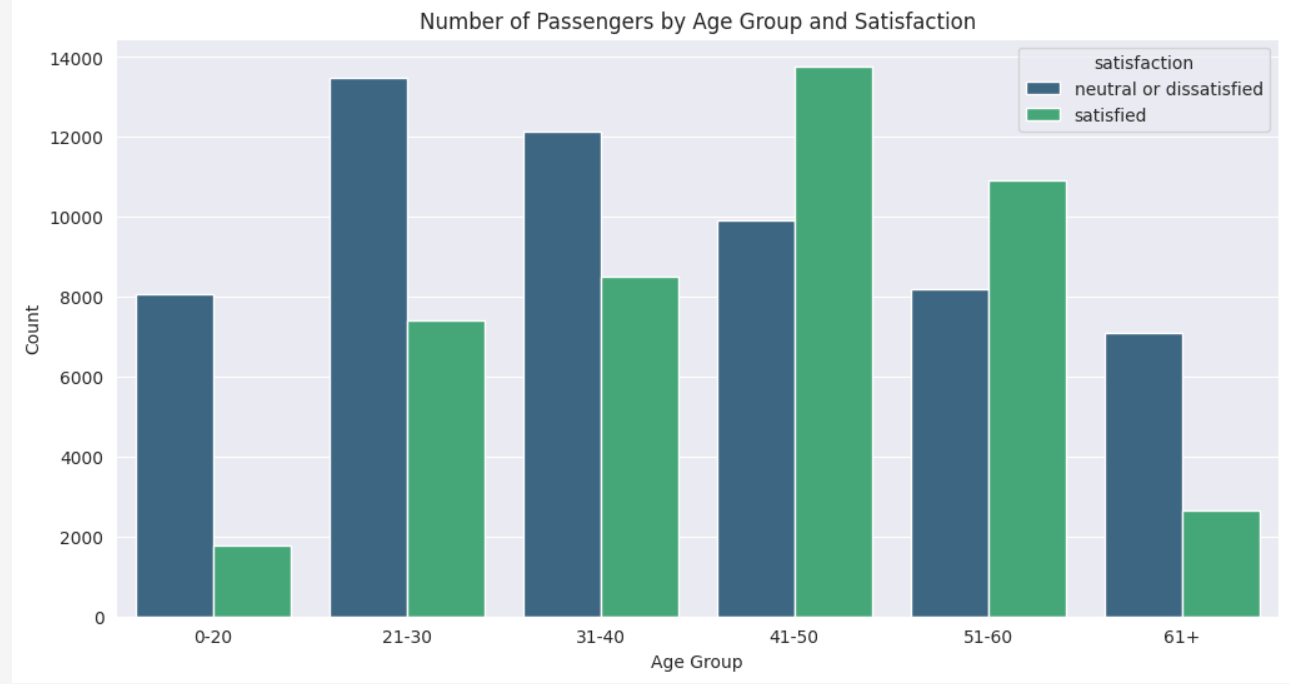 Number of Passengers by Age Group and Satisfaction
satisfaction
neutral or dissatisfied
satisfied
14000
12000
10000
8000
6000
4000
2000
0
Count
0-20 21-30 31-40 41-50 51-60 61+
Age Group